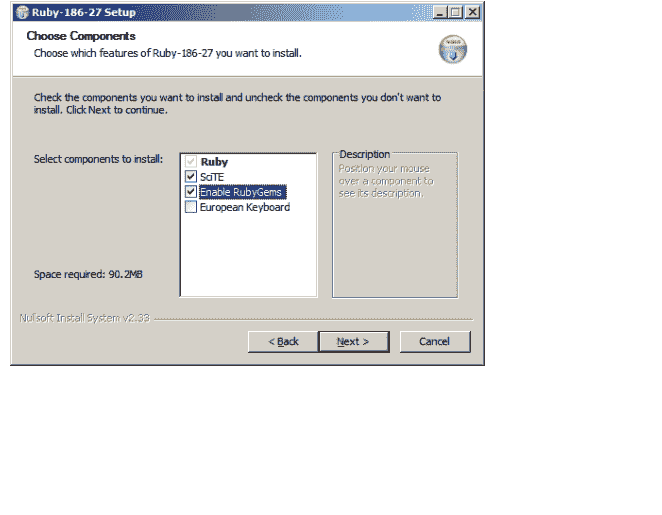 Ruby-186-27 Setup
Choose Components
Choose which features of Ruby-186-27 you want to install.
Check the components you want to install and uncheck the components you don't want to
install. Click Next to continue.
Select components to install:
Ruby
SciTE
Enable RubyGems
European Keyboard
Description
Position your mouse
over a component to
see its description.
Space required: 90.2MB
Nullsoft Install System v2.33
< Back
Next >
Cancel